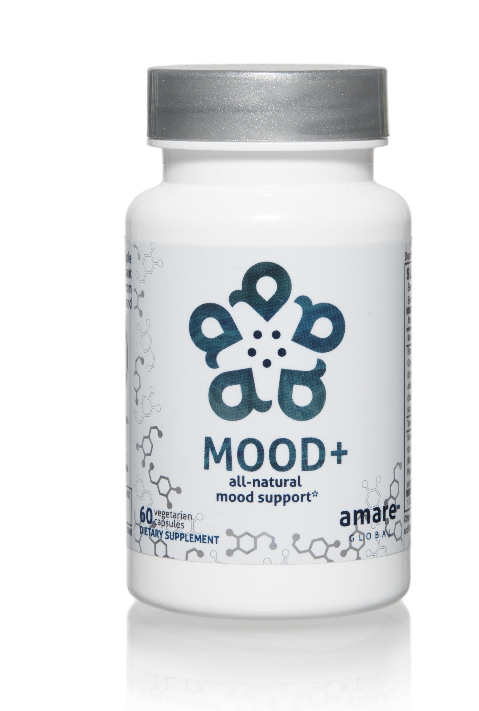 MOOD+
all-natural
mood support*
60 vegetarian
capsules
DIETARY SUPPLEMENT
amare
GLOBAL